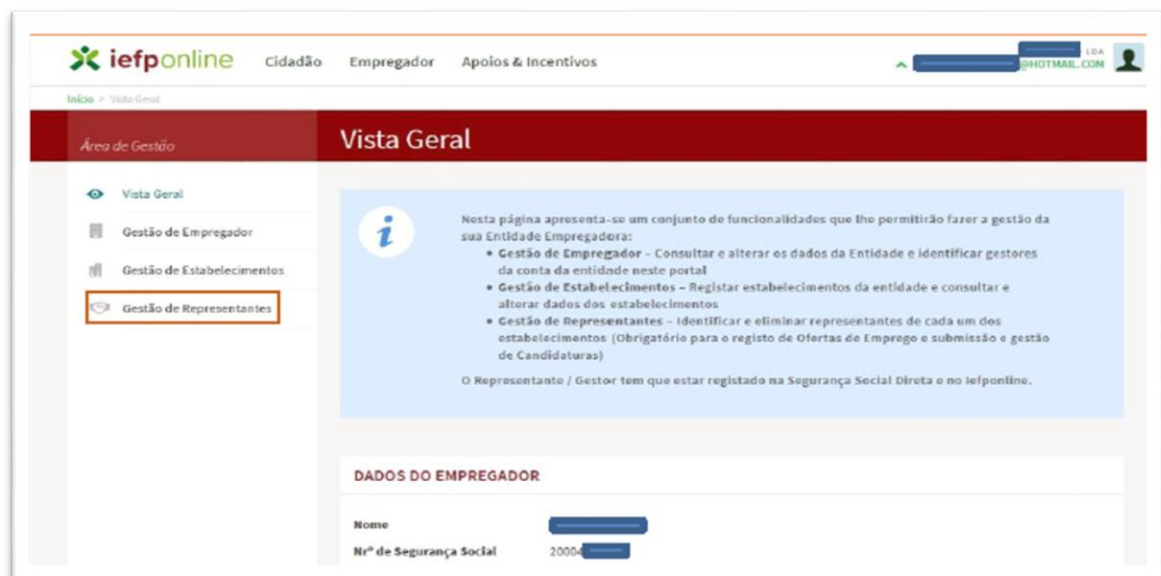 iefponline Cidadão Empregador Apoios & Incentivos
LDA
@HOTMAIL.COM
Início > Vista Geral
Área de Gestão
Vista Geral
Vista Geral
Gestão de Empregador
Gestão de Estabelecimentos
Gestão de Representantes
i
Nesta página apresenta-se um conjunto de funcionalidades que lhe permitirão fazer a gestão da
sua Entidade Empregadora:
• Gestão de Empregador – Consultar e alterar os dados da Entidade e identificar gestores
da conta da entidade neste portal
• Gestão de Estabelecimentos – Registar estabelecimentos da entidade e consultar e
alterar dados dos estabelecimentos
• Gestão de Representantes – Identificar e eliminar representantes de cada um dos
estabelecimentos (Obrigatório para o registo de Ofertas de Emprego e submissão e gestão
de Candidaturas)
O Representante / Gestor tem que estar registado na Segurança Social Direta e no Iefponline.
DADOS DO EMPREGADOR
Nome
Nrº de Segurança Social 20004